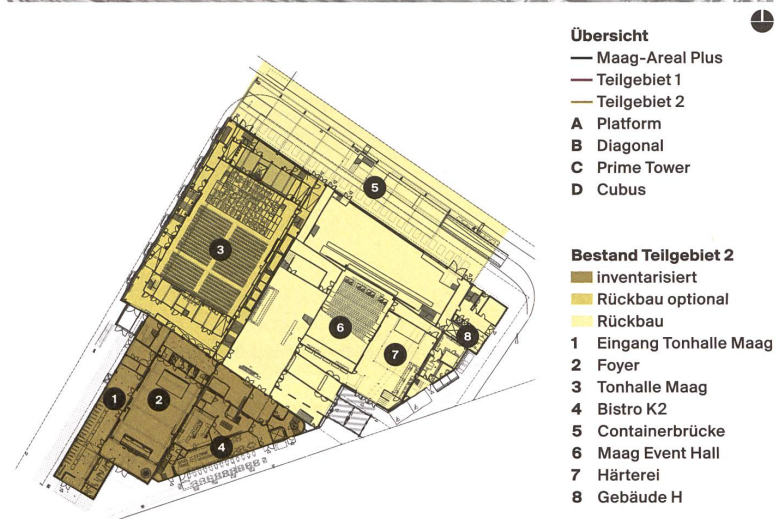 Übersicht
Maag-Areal Plus
Teilgebiet 1
Teilgebiet 2
A Platform
B Diagonal
C Prime Tower
D Cubus
Bestand Teilgebiet 2
inventarisiert
Rückbau optional
Rückbau
1 Eingang Tonhalle Maag
2 Foyer
3 Tonhalle Maag
4 Bistro K2
5 Containerbrücke
6 Maag Event Hall
7 Härterei
8 Gebäude H
5
3
6
8
7
1
2
4